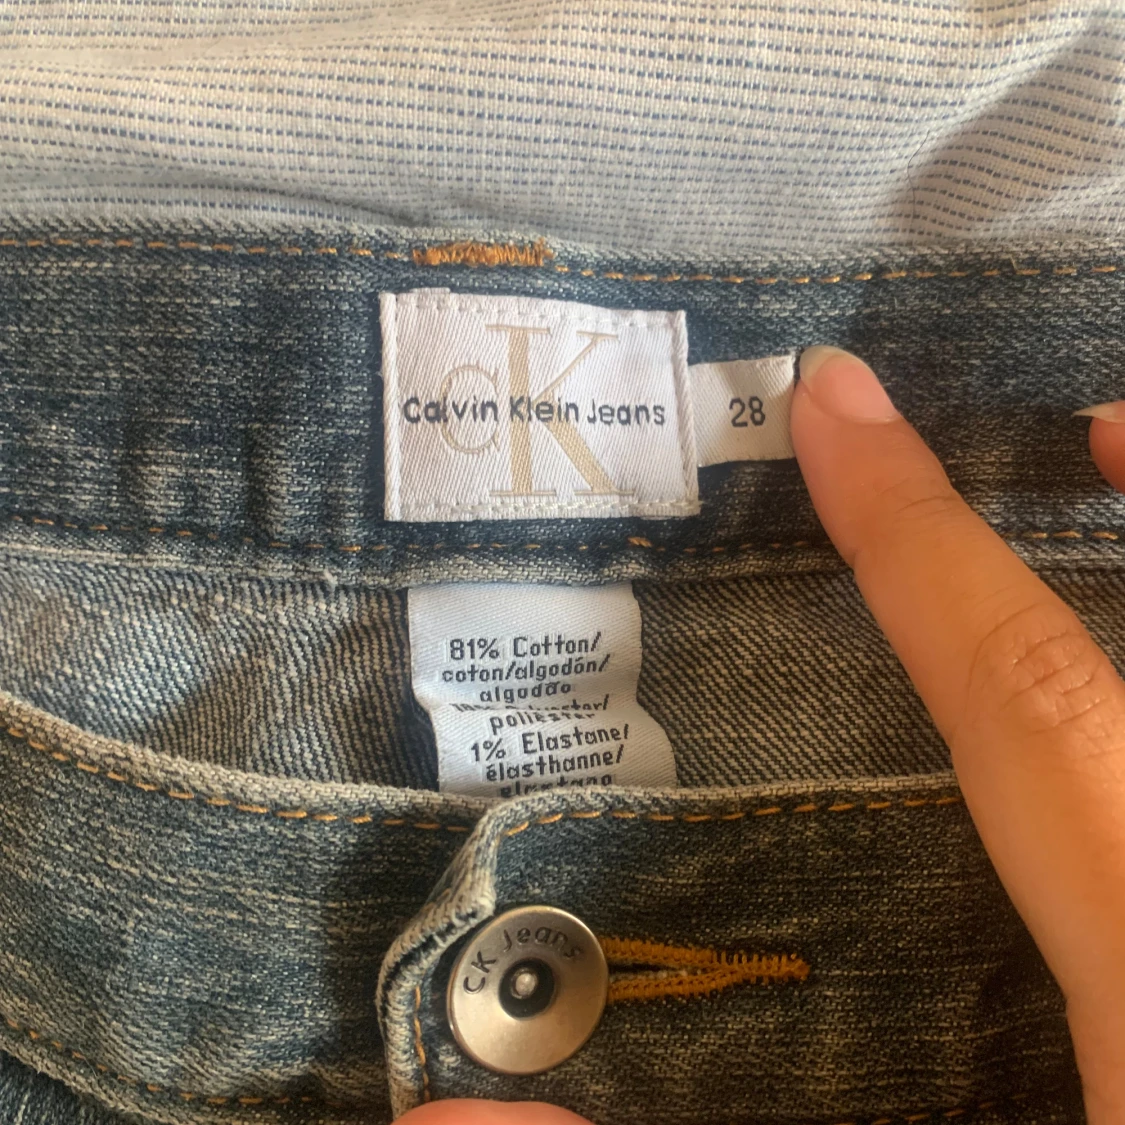 CK
Calvin Klein Jeans
28
81% Cotton/
coton/algodón/
algodão
poliéster
1% Elastane/
élasthanne/
CK Jeans